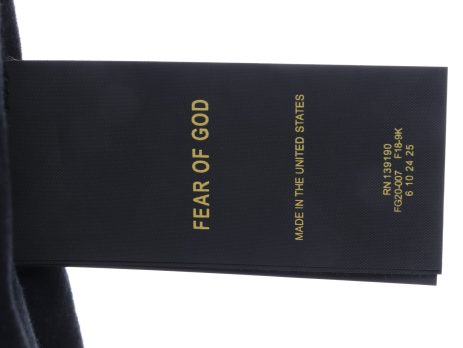 FEAR OF GOD
MADE IN THE UNITED STATES
RN 139190
FG20-007 F18-9K
6 10 24 25